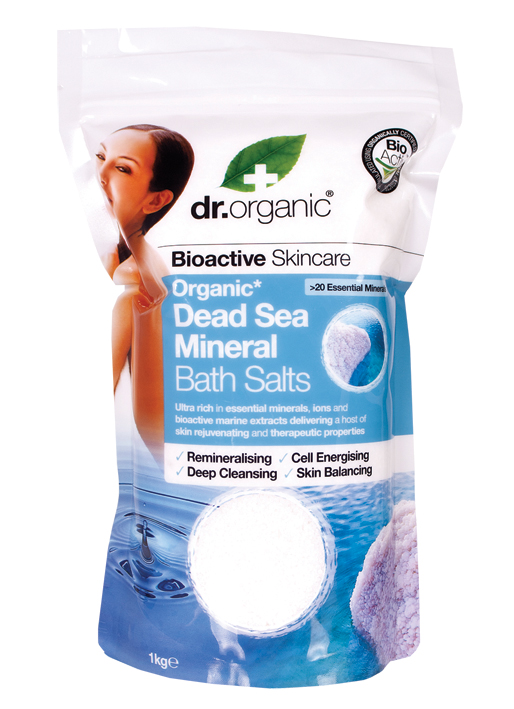 dr.organic®
Bio
Bioactive Skincare
Organic*
>20 Essential Mineral
Dead Sea
Mineral
Bath Salts
Ultra rich in essential minerals, ions and
bioactive marine extracts delivering a host of
skin rejuvenating and therapeutic properties
✓ Remineralising ✓ Cell Energising
✓ Deep Cleansing ✓ Skin Balancing
1kg℮